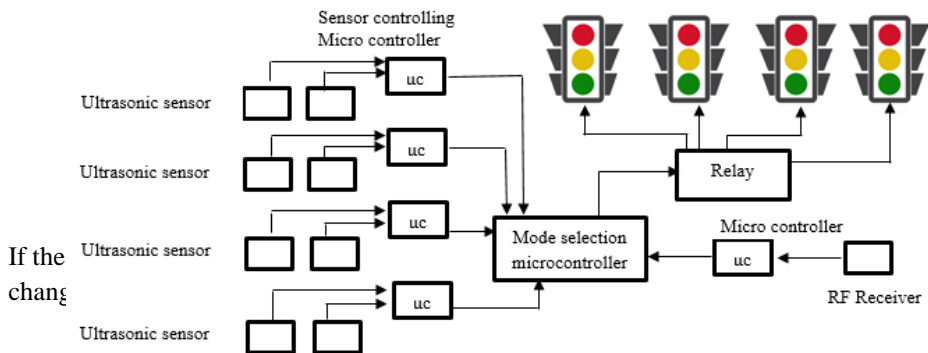 Sensor controlling
Micro controller
uc
Ultrasonic sensor
uc
Ultrasonic sensor
Relay
uc
Mode selection
microcontroller
Micro controller
uc
If the
Ultrasonic sensor
chang
uc
RF Receiver
Ultrasonic sensor